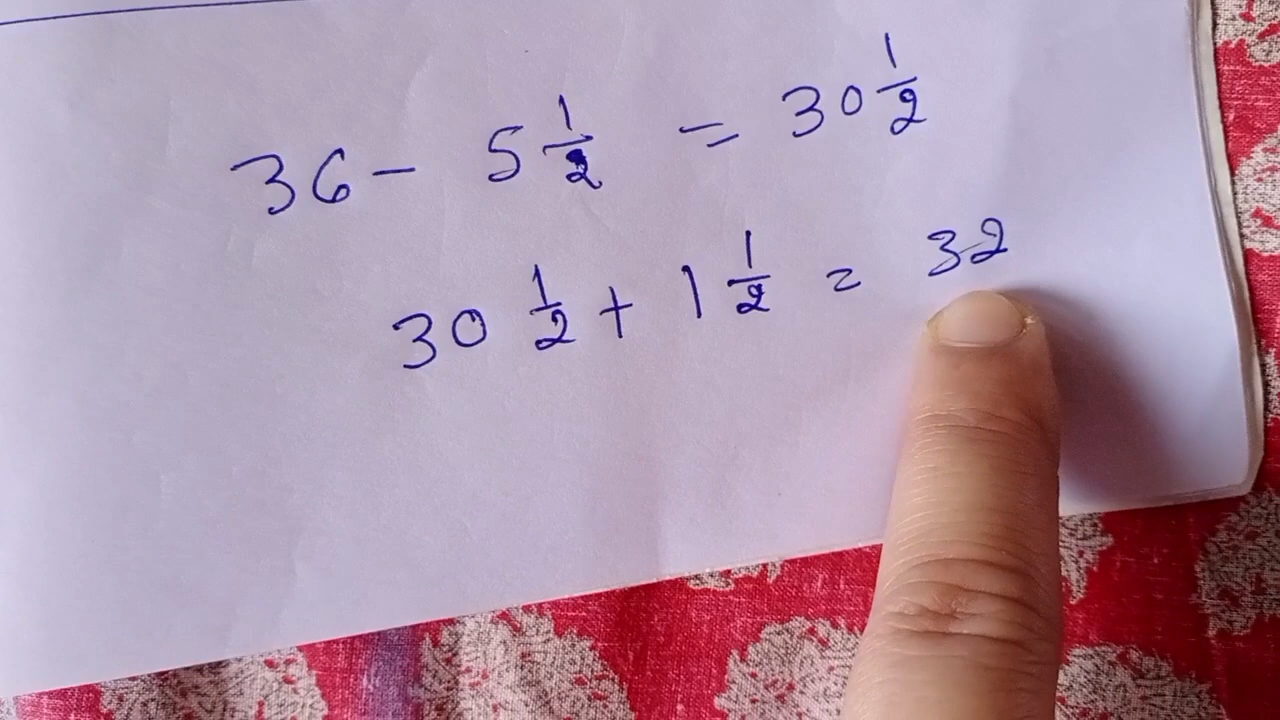 36 - 5 1/2 = 30 1/2
30 1/2 + 1 1/2 = 32